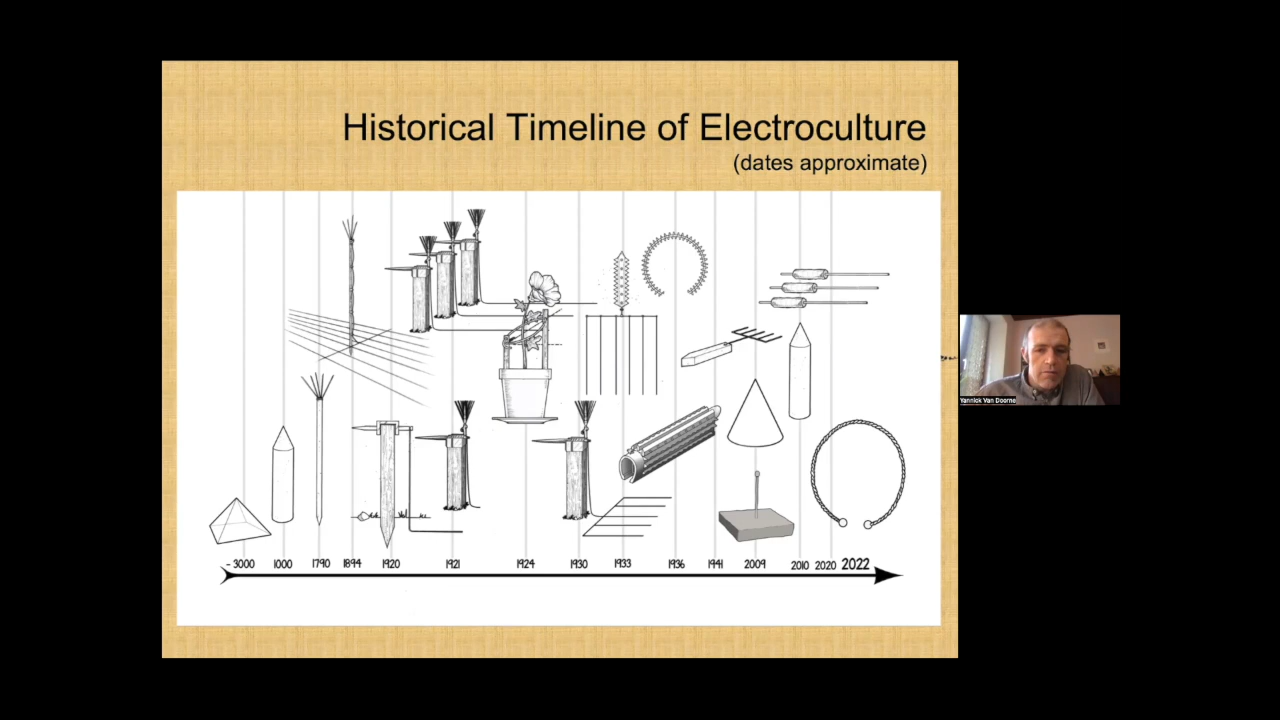 Historical Timeline of Electroculture
(dates approximate)
- 3000 1000 1790 1894 1920 1921 1924 1930 1933 1936 1941 2009 2010 2020 2022
Yannick Van Doorne